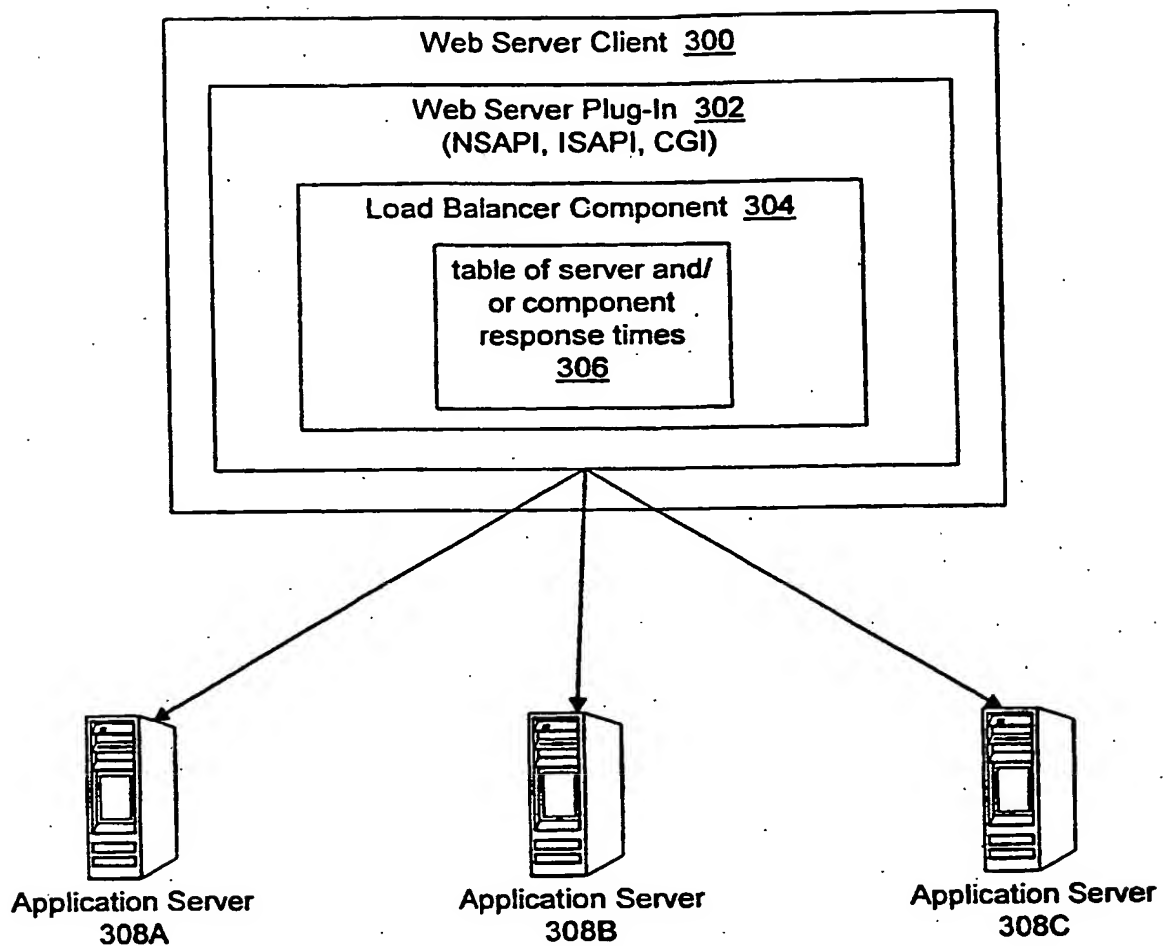 Web Server Client 300
Web Server Plug-In 302
(NSAPI, ISAPI, CGI)
Load Balancer Component 304
table of server and/
or component
response times
306
Application Server
308A
Application Server
308B
Application Server
308C